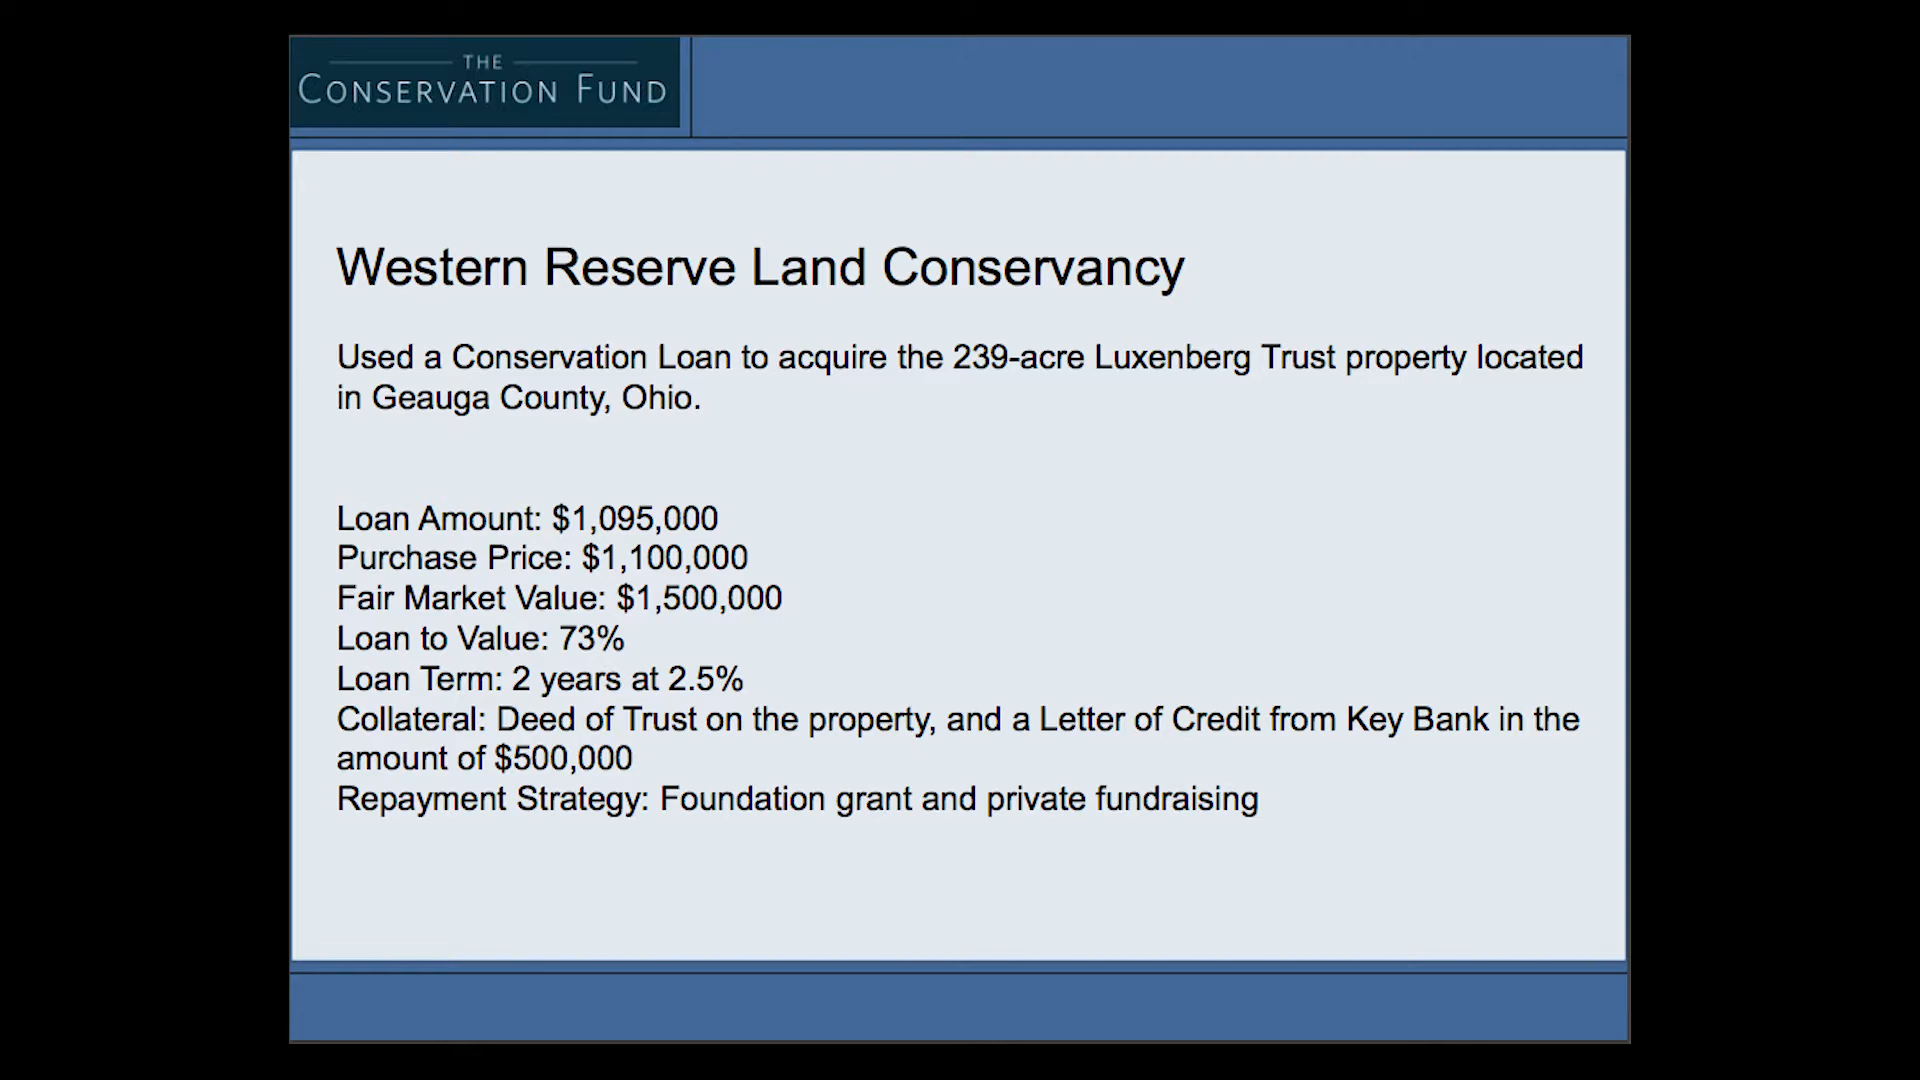 THE
CONSERVATION FUND
Western Reserve Land Conservancy
Used a Conservation Loan to acquire the 239-acre Luxenberg Trust property located
in Geauga County, Ohio.
Loan Amount: $1,095,000
Purchase Price: $1,100,000
Fair Market Value: $1,500,000
Loan to Value: 73%
Loan Term: 2 years at 2.5%
Collateral: Deed of Trust on the property, and a Letter of Credit from Key Bank in the
amount of $500,000
Repayment Strategy: Foundation grant and private fundraising